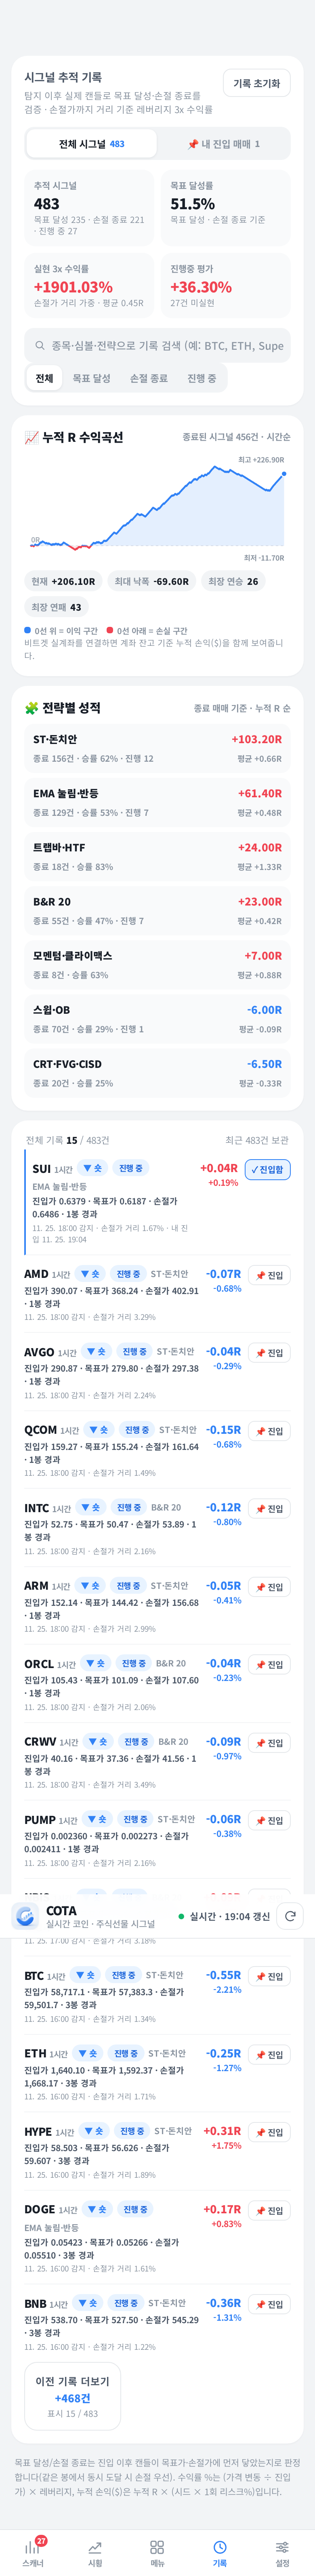 시그널 추적 기록
탐지 이후 실제 캔들로 목표 달성·손절 종료를
검증 · 손절가까지 거리 기준 레버리지 3x 수익률
기록 초기화
전체 시그널 483
📌 내 진입 매매 1
추적 시그널
483
목표 달성 235 · 손절 종료 221
· 진행 중 27
목표 달성률
51.5%
목표 달성 · 손절 종료 기준
실현 3x 수익률
+1901.03%
손절가 거리 가중 · 평균 0.45R
진행중 평가
+36.30%
27건 미실현
종목·심볼·전략으로 기록 검색 (예: BTC, ETH, Supe
전체
목표 달성
손절 종료
진행 중
📈 누적 R 수익곡선
종료된 시그널 456건 · 시간순
최고 +226.90R
0R
최저 -11.70R
현재 +206.10R
최대 낙폭 -69.60R
최장 연승 26
최장 연패 43
0선 위 = 이익 구간
0선 아래 = 손실 구간
비트겟 실계좌를 연결하면 계좌 잔고 기준 누적 손익($)을 함께 보여줍니
다.
🧩 전략별 성적
종료 매매 기준 · 누적 R 순
ST·돈치안
+103.20R
종료 156건 · 승률 62% · 진행 12
평균 +0.66R
EMA 눌림·반등
+61.40R
종료 129건 · 승률 53% · 진행 7
평균 +0.48R
트랩바·HTF
+24.00R
종료 18건 · 승률 83%
평균 +1.33R
B&R 20
+23.00R
종료 55건 · 승률 47% · 진행 7
평균 +0.42R
모멘텀·클라이맥스
+7.00R
종료 8건 · 승률 63%
평균 +0.88R
스윕·OB
-6.00R
종료 70건 · 승률 29% · 진행 1
평균 -0.09R
CRT·FVG·CISD
-6.50R
종료 20건 · 승률 25%
평균 -0.33R
전체 기록 15 / 483건
최근 483건 보관
SUI 1시간 ▼ 숏 진행 중
+0.04R
✓ 진입함
EMA 눌림·반등
+0.19%
진입가 0.6379 · 목표가 0.6187 · 손절가
0.6486 · 1봉 경과
11. 25. 18:00 감지 · 손절가 거리 1.67% · 내 진
입 11. 25. 19:04
AMD 1시간 ▼ 숏 진행 중 ST·돈치안
-0.07R
📌 진입
-0.68%
진입가 390.07 · 목표가 368.24 · 손절가 402.91
· 1봉 경과
11. 25. 18:00 감지 · 손절가 거리 3.29%
AVGO 1시간 ▼ 숏 진행 중 ST·돈치안
-0.04R
📌 진입
-0.29%
진입가 290.87 · 목표가 279.80 · 손절가 297.38
· 1봉 경과
11. 25. 18:00 감지 · 손절가 거리 2.24%
QCOM 1시간 ▼ 숏 진행 중 ST·돈치안
-0.15R
📌 진입
-0.68%
진입가 159.27 · 목표가 155.24 · 손절가 161.64
· 1봉 경과
11. 25. 18:00 감지 · 손절가 거리 1.49%
INTC 1시간 ▼ 숏 진행 중 B&R 20
-0.12R
📌 진입
-0.80%
진입가 52.75 · 목표가 50.47 · 손절가 53.89 · 1
봉 경과
11. 25. 18:00 감지 · 손절가 거리 2.16%
ARM 1시간 ▼ 숏 진행 중 ST·돈치안
-0.05R
📌 진입
-0.41%
진입가 152.14 · 목표가 144.42 · 손절가 156.68
· 1봉 경과
11. 25. 18:00 감지 · 손절가 거리 2.99%
ORCL 1시간 ▼ 숏 진행 중 B&R 20
-0.04R
📌 진입
-0.23%
진입가 105.43 · 목표가 101.09 · 손절가 107.60
· 1봉 경과
11. 25. 18:00 감지 · 손절가 거리 2.06%
CRWV 1시간 ▼ 숏 진행 중 B&R 20
-0.09R
📌 진입
-0.97%
진입가 40.16 · 목표가 37.36 · 손절가 41.56 · 1
봉 경과
11. 25. 18:00 감지 · 손절가 거리 3.49%
PUMP 1시간 ▼ 숏 진행 중 ST·돈치안
-0.06R
📌 진입
-0.38%
진입가 0.002360 · 목표가 0.002273 · 손절가
0.002411 · 1봉 경과
11. 25. 18:00 감지 · 손절가 거리 2.16%
COTA
실시간 코인 · 주식선물 시그널
실시간 · 19:04 갱신
11. 25. 17:00 감지 · 손절가 거리 3.18%
BTC 1시간 ▼ 숏 진행 중 ST·돈치안
-0.55R
📌 진입
-2.21%
진입가 58,717.1 · 목표가 57,383.3 · 손절가
59,501.7 · 3봉 경과
11. 25. 16:00 감지 · 손절가 거리 1.34%
ETH 1시간 ▼ 숏 진행 중 ST·돈치안
-0.25R
📌 진입
-1.27%
진입가 1,640.10 · 목표가 1,592.37 · 손절가
1,668.17 · 3봉 경과
11. 25. 16:00 감지 · 손절가 거리 1.71%
HYPE 1시간 ▼ 숏 진행 중 ST·돈치안
+0.31R
📌 진입
+1.75%
진입가 58.503 · 목표가 56.626 · 손절가
59.607 · 3봉 경과
11. 25. 16:00 감지 · 손절가 거리 1.89%
DOGE 1시간 ▼ 숏 진행 중
+0.17R
📌 진입
EMA 눌림·반등
+0.83%
진입가 0.05423 · 목표가 0.05266 · 손절가
0.05510 · 3봉 경과
11. 25. 16:00 감지 · 손절가 거리 1.61%
BNB 1시간 ▼ 숏 진행 중 ST·돈치안
-0.36R
📌 진입
-1.31%
진입가 538.70 · 목표가 527.50 · 손절가 545.29
· 3봉 경과
11. 25. 16:00 감지 · 손절가 거리 1.22%
이전 기록 더보기
+468건
표시 15 / 483
목표 달성/손절 종료는 진입 이후 캔들이 목표가·손절가에 먼저 닿았는지로 판정
합니다(같은 봉에서 동시 도달 시 손절 우선). 수익률 %는 (가격 변동 ÷ 진입
가) × 레버리지, 누적 손익($)은 누적 R × (시드 × 1회 리스크%)입니다.
27
스캐너
시황
메뉴
기록
설정